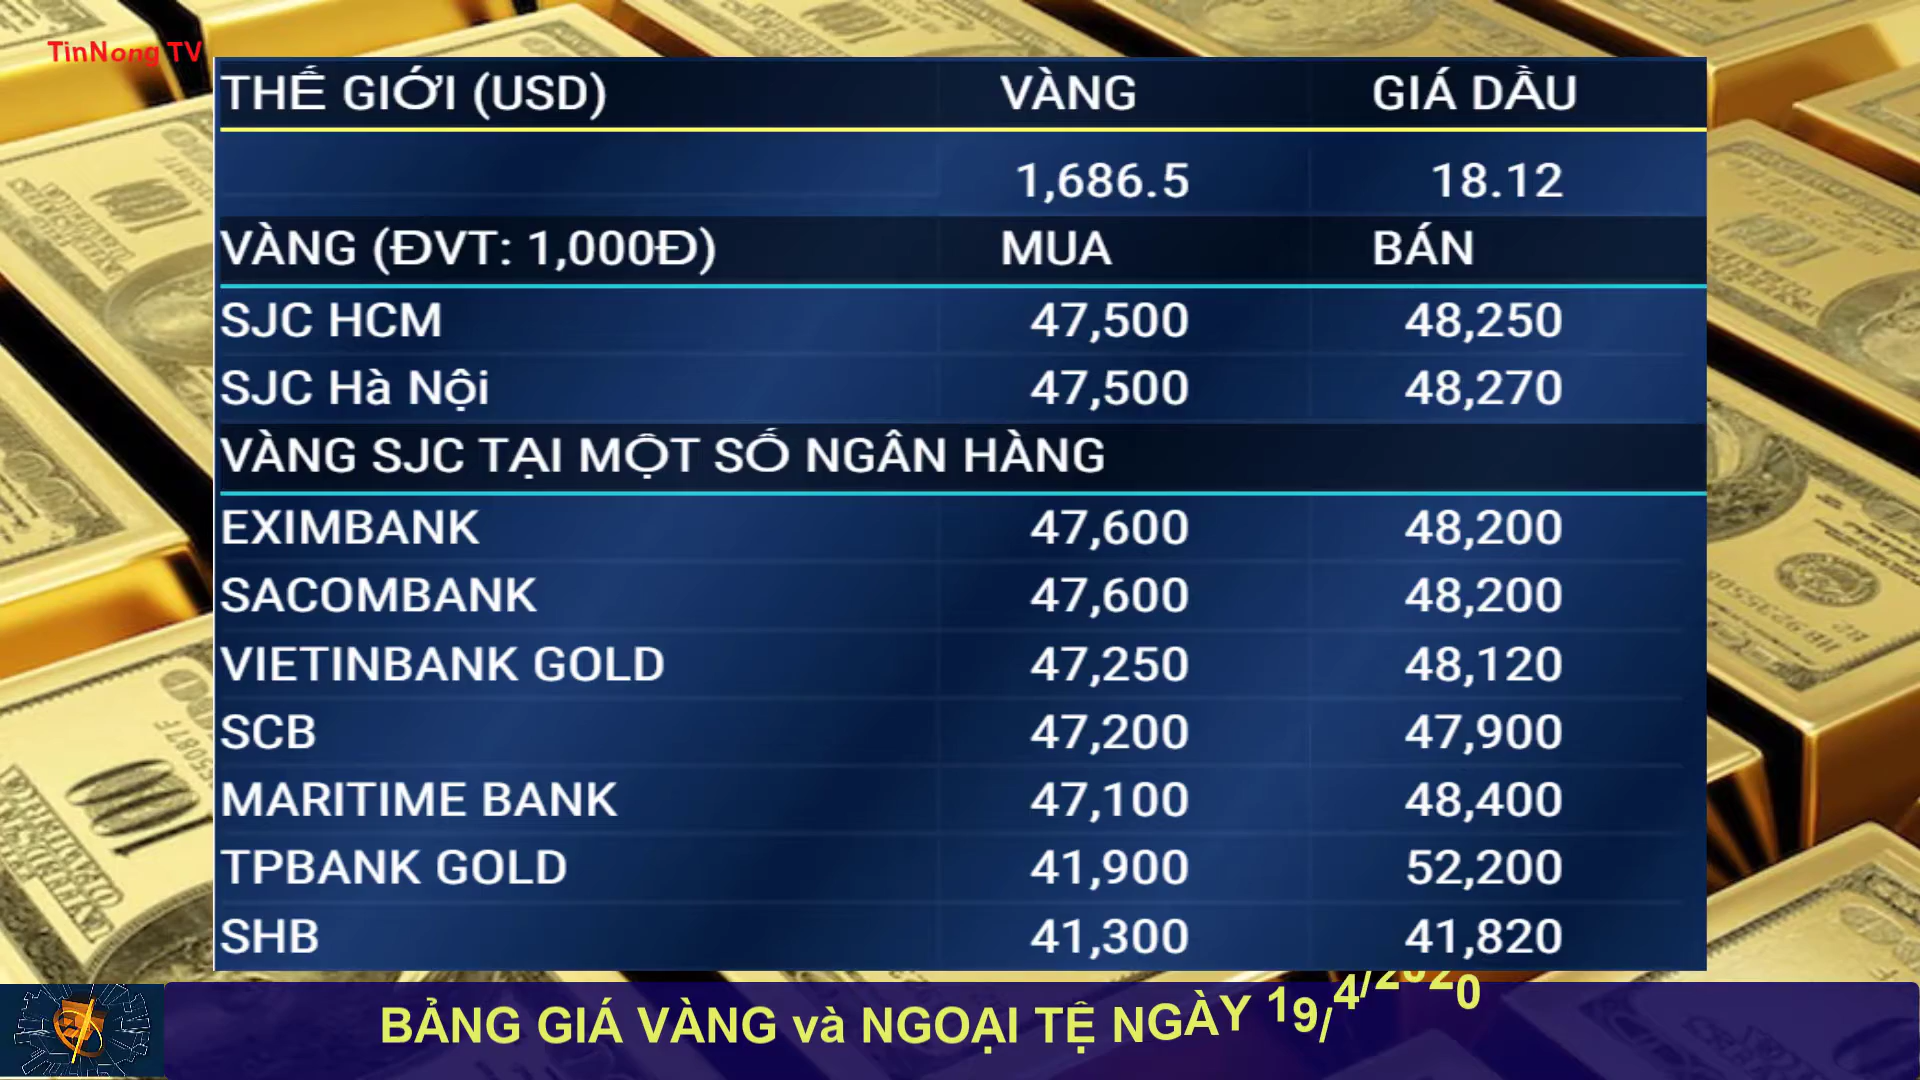 TinNong TV
THẾ GIỚI (USD) VÀNG GIÁ DẦU
1,686.5 18.12
VÀNG (ĐVT: 1,000Đ) MUA BÁN
SJC HCM 47,500 48,250
SJC Hà Nội 47,500 48,270
VÀNG SJC TẠI MỘT SỐ NGÂN HÀNG
EXIMBANK 47,600 48,200
SACOMBANK 47,600 48,200
VIETINBANK GOLD 47,250 48,120
SCB 47,200 47,900
MARITIME BANK 47,100 48,400
TPBANK GOLD 41,900 52,200
SHB 41,300 41,820
BẢNG GIÁ VÀNG và NGOẠI TỆ NGÀY 19/4/2020